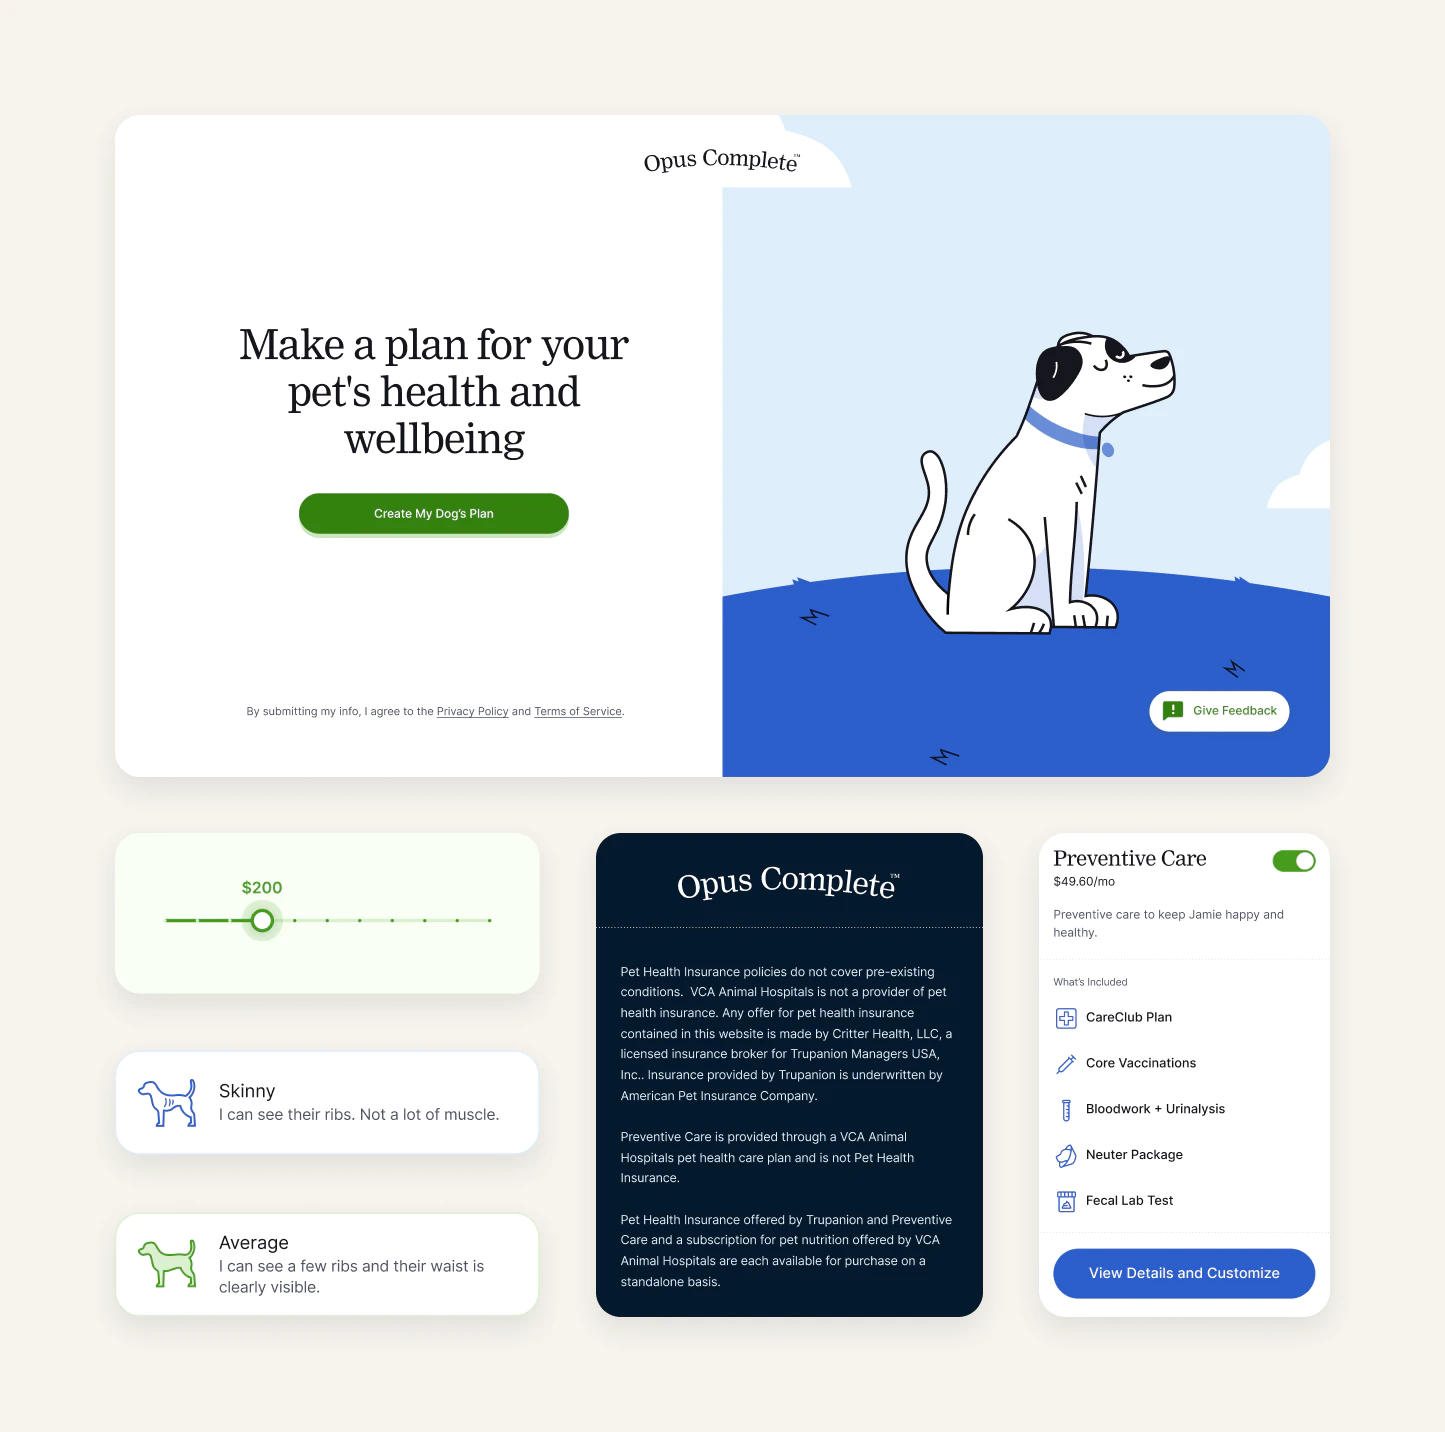 Opus Complete™
Make a plan for your
pet's health and
wellbeing
Create My Dog’s Plan
By submitting my info, I agree to the Privacy Policy and Terms of Service.
Give Feedback
$200
Skinny
I can see their ribs. Not a lot of muscle.
Average
I can see a few ribs and their waist is
clearly visible.
Opus Complete™
Pet Health Insurance policies do not cover pre-existing
conditions.  VCA Animal Hospitals is not a provider of pet
health insurance. Any offer for pet health insurance
contained in this website is made by Critter Health, LLC, a
licensed insurance broker for Trupanion Managers USA,
Inc.. Insurance provided by Trupanion is underwritten by
American Pet Insurance Company.
Preventive Care is provided through a VCA Animal
Hospitals pet health care plan and is not Pet Health
Insurance.
Pet Health Insurance offered by Trupanion and Preventive
Care and a subscription for pet nutrition offered by VCA
Animal Hospitals are each available for purchase on a
standalone basis.
Preventive Care
$49.60/mo
Preventive care to keep Jamie happy and
healthy.
What’s Included
CareClub Plan
Core Vaccinations
Bloodwork + Urinalysis
Neuter Package
Fecal Lab Test
View Details and Customize